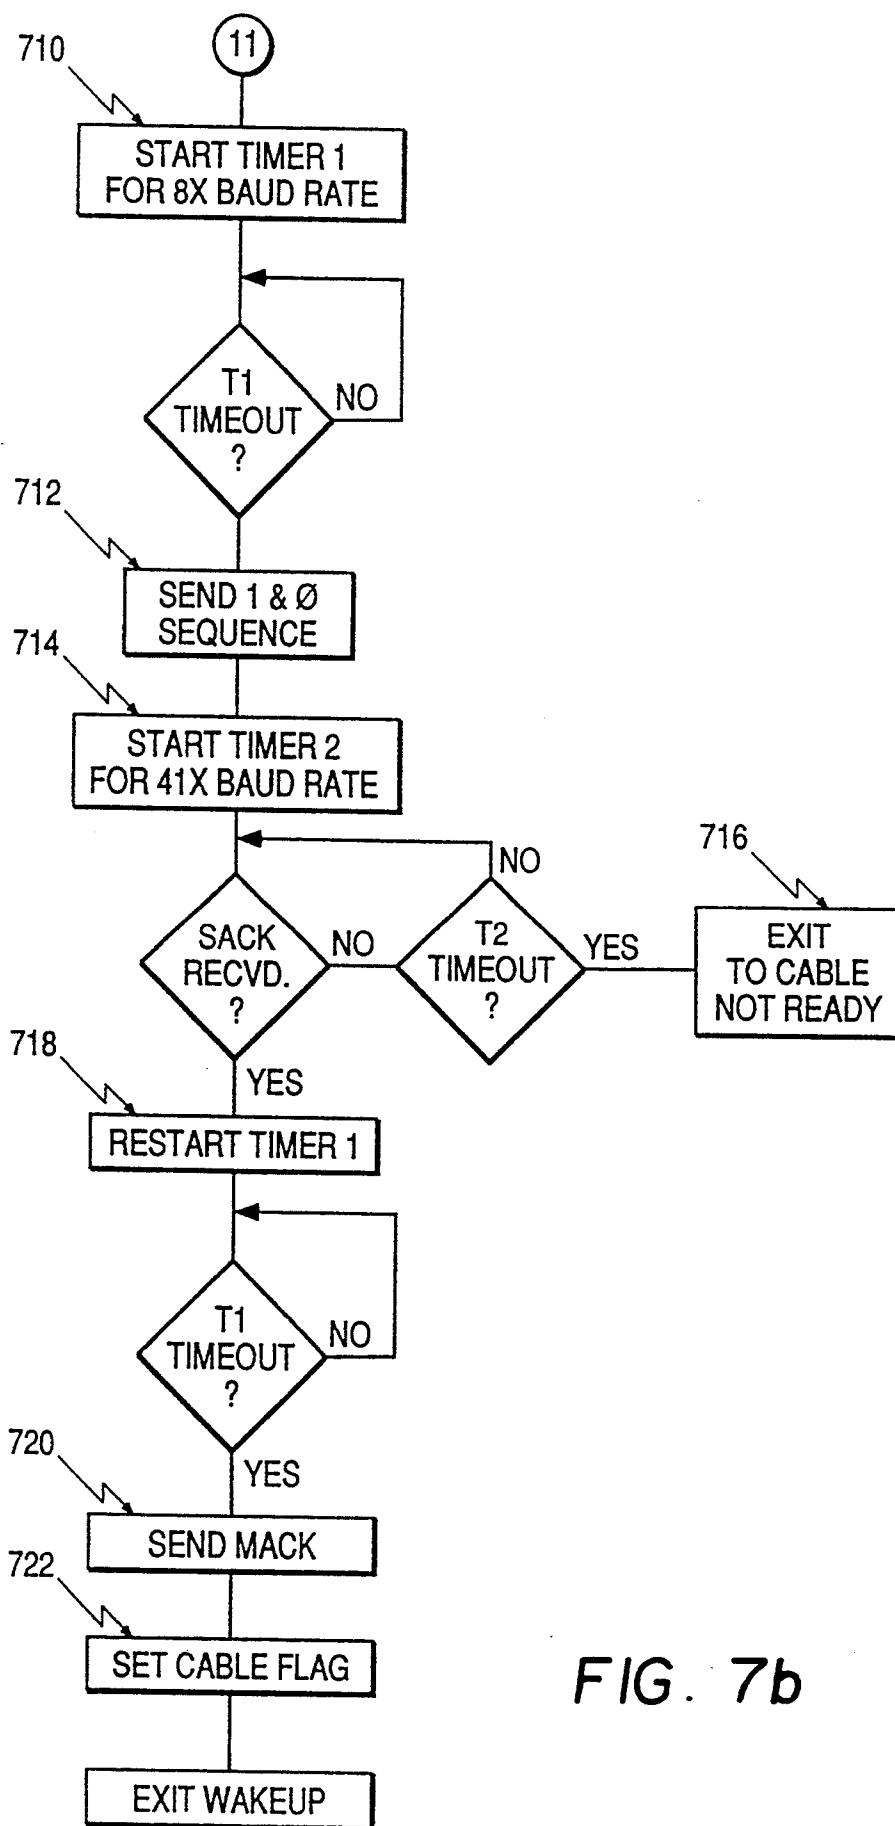 11
710
START TIMER 1
FOR 8X BAUD RATE
T1
TIMEOUT
?
NO
712
SEND 1 & Ø
SEQUENCE
714
START TIMER 2
FOR 41X BAUD RATE
SACK
RECVD.
?
NO
T2
TIMEOUT
?
NO
YES
716
EXIT
TO CABLE
NOT READY
YES
718
RESTART TIMER 1
T1
TIMEOUT
?
NO
YES
720
SEND MACK
722
SET CABLE FLAG
EXIT WAKEUP
FIG. 7b